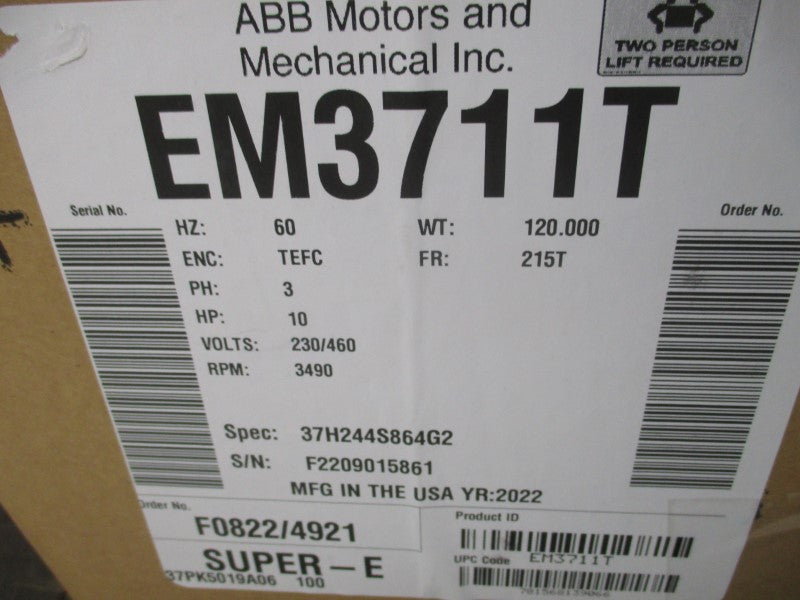 ABB Motors and
Mechanical Inc.
TWO PERSON
LIFT REQUIRED
EM3711T
Serial No.
Order No.
HZ: 60 WT: 120.000
ENC: TEFC FR: 215T
PH: 3
HP: 10
VOLTS: 230/460
RPM: 3490
Spec: 37H244S864G2
S/N: F2209015861
MFG IN THE USA YR:2022
Order No.
F0822/4921
Product ID
SUPER-E
EM3711T
UPC Code
37PK5019A06 100
781568139066